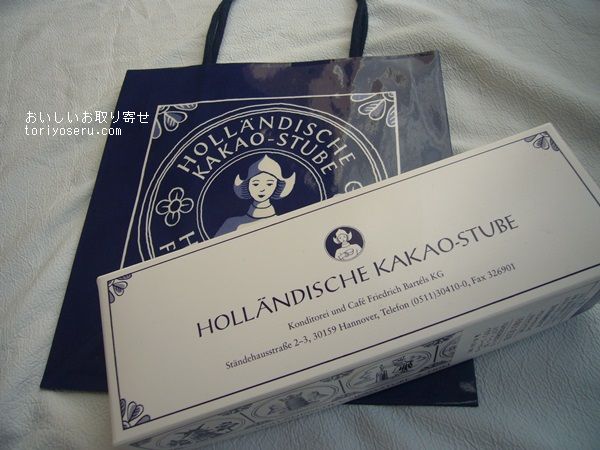 おいしいお取り寄せ
toriyoseru.com
HOLLÄNDISCHE
KAKAO-STUBE
HOLLÄNDISCHE KAKAO-STUBE
Konditorei und Café Friedrich Bartels KG
Ständehausstraße 2–3, 30159 Hannover, Telefon (0511)30410-0, Fax 326901